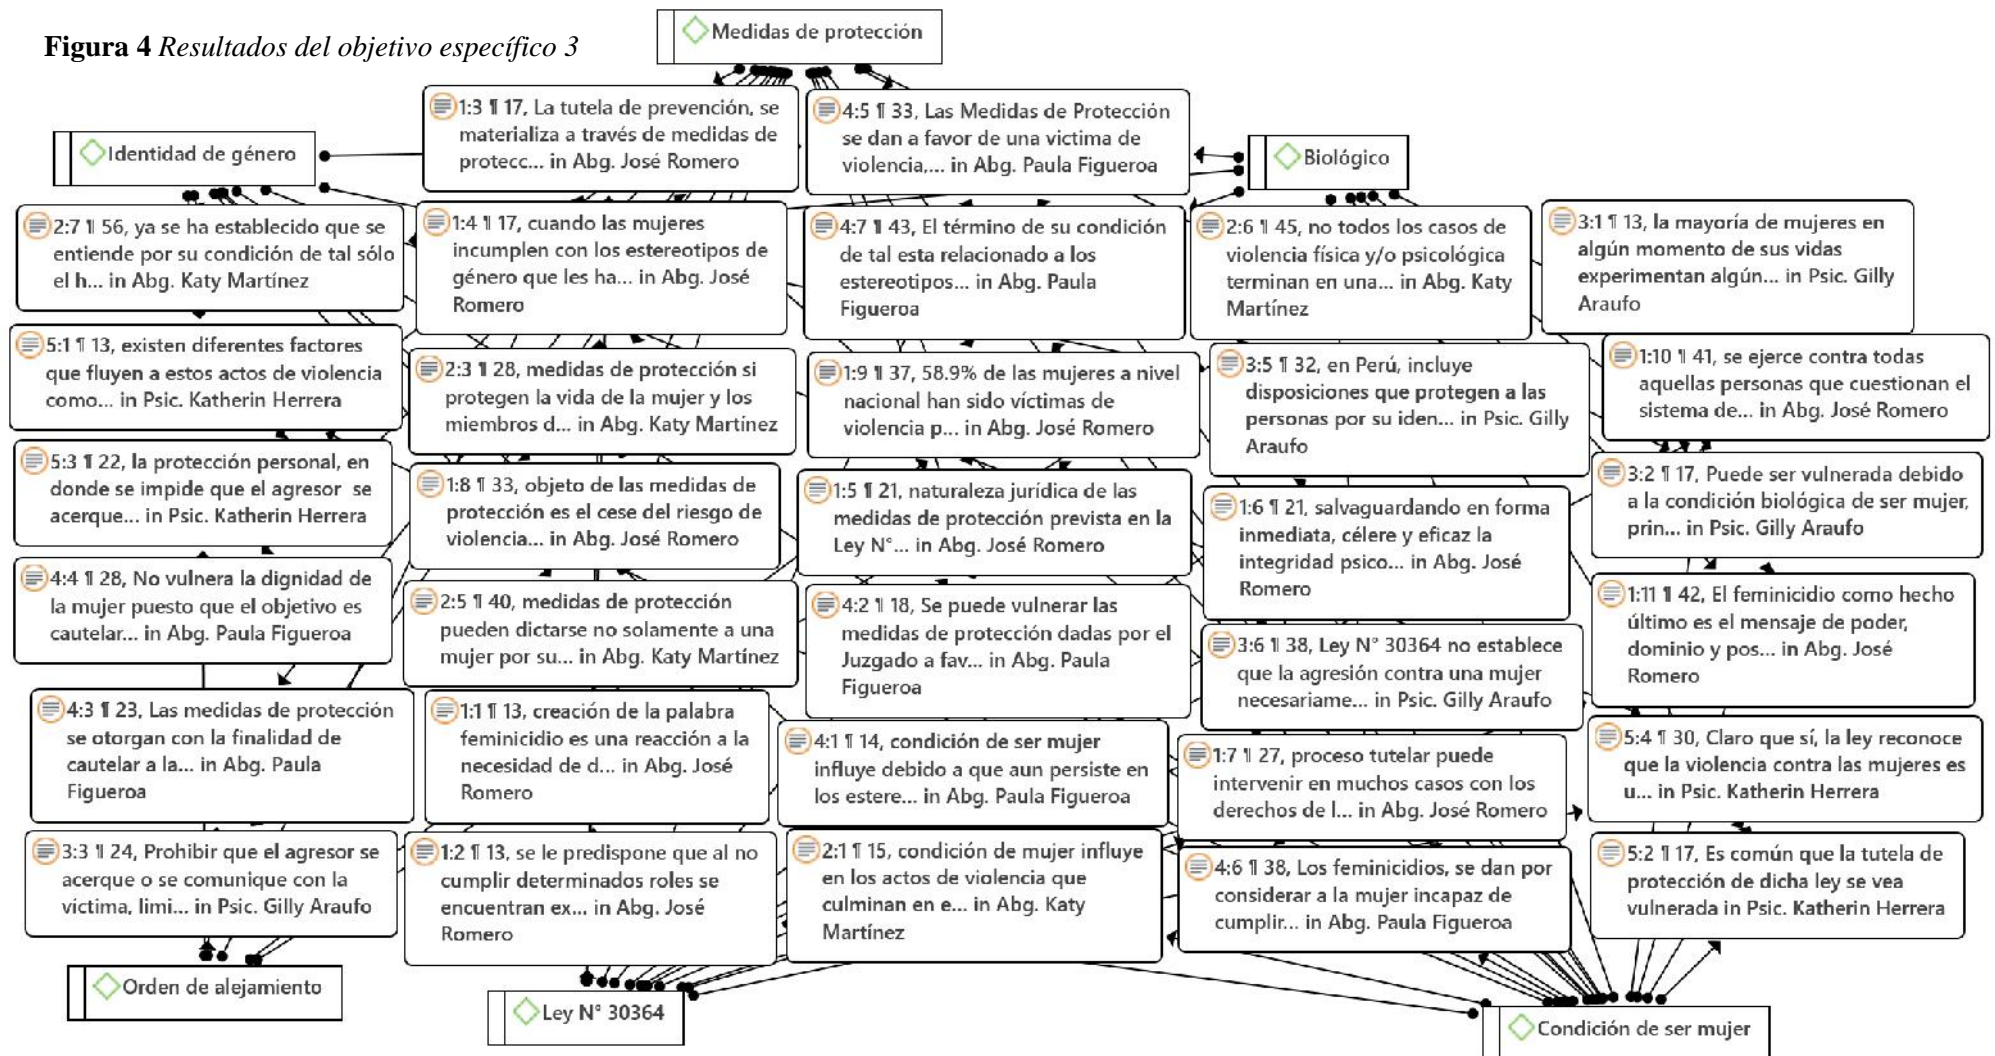 Figura 4 Resultados del objetivo específico 3
Medidas de protección
Identidad de género
Biológico
1:3 ¶ 17, La tutela de prevención, se
materializa a través de medidas de
protecc... in Abg. José Romero
4:5 ¶ 33, Las Medidas de Protección
se dan a favor de una victima de
violencia,... in Abg. Paula Figueroa
2:7 ¶ 56, ya se ha establecido que se
entiende por su condición de tal sólo
el h... in Abg. Katy Martínez
1:4 ¶ 17, cuando las mujeres
incumplen con los estereotipos de
género que les ha... in Abg. José
Romero
4:7 ¶ 43, El término de su condición
de tal esta relacionado a los
estereotipos... in Abg. Paula
Figueroa
2:6 ¶ 45, no todos los casos de
violencia física y/o psicológica
terminan en una... in Abg. Katy
Martínez
3:1 ¶ 13, la mayoría de mujeres en
algún momento de sus vidas
experimentan algún... in Psic. Gilly
Araufo
5:1 ¶ 13, existen diferentes factores
que fluyen a estos actos de violencia
como... in Psic. Katherin Herrera
2:3 ¶ 28, medidas de protección si
protegen la vida de la mujer y los
miembros d... in Abg. Katy Martínez
1:9 ¶ 37, 58.9% de las mujeres a nivel
nacional han sido víctimas de
violencia p... in Abg. José Romero
3:5 ¶ 32, en Perú, incluye
disposiciones que protegen a las
personas por su iden... in Psic. Gilly
Araufo
1:10 ¶ 41, se ejerce contra todas
aquellas personas que cuestionan el
sistema de... in Abg. José Romero
5:3 ¶ 22, la protección personal, en
donde se impide que el agresor se
acerque... in Psic. Katherin Herrera
1:8 ¶ 33, objeto de las medidas de
protección es el cese del riesgo de
violencia... in Abg. José Romero
1:5 ¶ 21, naturaleza jurídica de las
medidas de protección prevista en la
Ley N°... in Abg. José Romero
1:6 ¶ 21, salvaguardando en forma
inmediata, célere y eficaz la
integridad psico... in Abg. José
Romero
3:2 ¶ 17, Puede ser vulnerada debido
a la condición biológica de ser mujer,
prin... in Psic. Gilly Araufo
4:4 ¶ 28, No vulnera la dignidad de
la mujer puesto que el objetivo es
cautelar... in Abg. Paula Figueroa
2:5 ¶ 40, medidas de protección
pueden dictarse no solamente a una
mujer por su... in Abg. Katy Martínez
4:2 ¶ 18, Se puede vulnerar las
medidas de protección dadas por el
Juzgado a fav... in Abg. Paula
Figueroa
3:6 ¶ 38, Ley N° 30364 no establece
que la agresión contra una mujer
necesariame... in Psic. Gilly Araufo
1:11 ¶ 42, El feminicidio como hecho
último es el mensaje de poder,
dominio y pos... in Abg. José
Romero
4:3 ¶ 23, Las medidas de protección
se otorgan con la finalidad de
cautelar a la... in Abg. Paula
Figueroa
1:1 ¶ 13, creación de la palabra
feminicidio es una reacción a la
necesidad de d... in Abg. José
Romero
4:1 ¶ 14, condición de ser mujer
influye debido a que aun persiste en
los estere... in Abg. Paula Figueroa
1:7 ¶ 27, proceso tutelar puede
intervenir en muchos casos con los
derechos de l... in Abg. José Romero
5:4 ¶ 30, Claro que sí, la ley reconoce
que la violencia contra las mujeres es
u... in Psic. Katherin Herrera
3:3 ¶ 24, Prohibir que el agresor se
acerque o se comunique con la
víctima, limi... in Psic. Gilly Araufo
1:2 ¶ 13, se le predispone que al no
cumplir determinados roles se
encuentran ex... in Abg. José
Romero
2:1 ¶ 15, condición de mujer influye
en los actos de violencia que
culminan en e... in Abg. Katy
Martínez
4:6 ¶ 38, Los feminicidios, se dan por
considerar a la mujer incapaz de
cumplir... in Abg. Paula Figueroa
5:2 ¶ 17, Es común que la tutela de
protección de dicha ley se vea
vulnerada in Psic. Katherin Herrera
Orden de alejamiento
Ley N° 30364
Condición de ser mujer